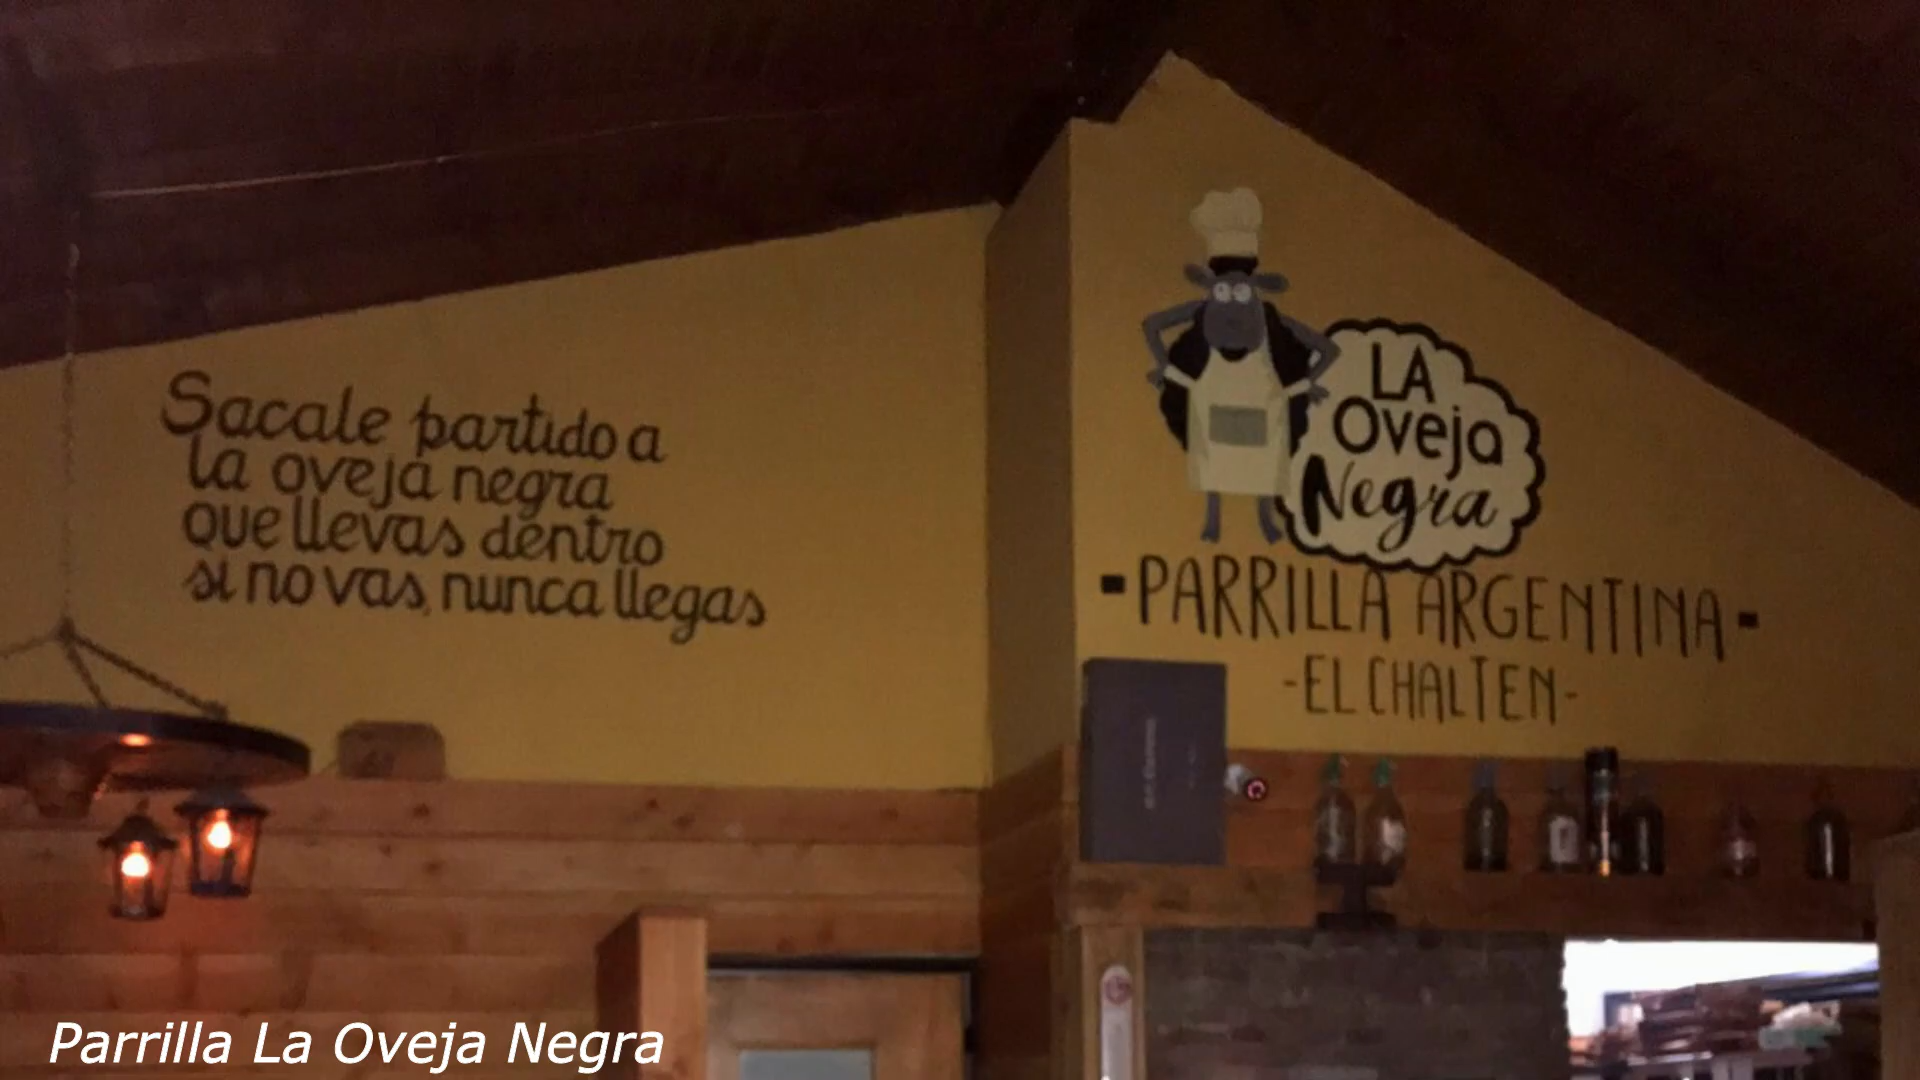 Sacale partido a
la oveja negra
que llevas dentro
si no vas, nunca llegas
LA
Oveja
Negra
PARRILLA ARGENTINA
-EL CHALTEN-
Parrilla La Oveja Negra